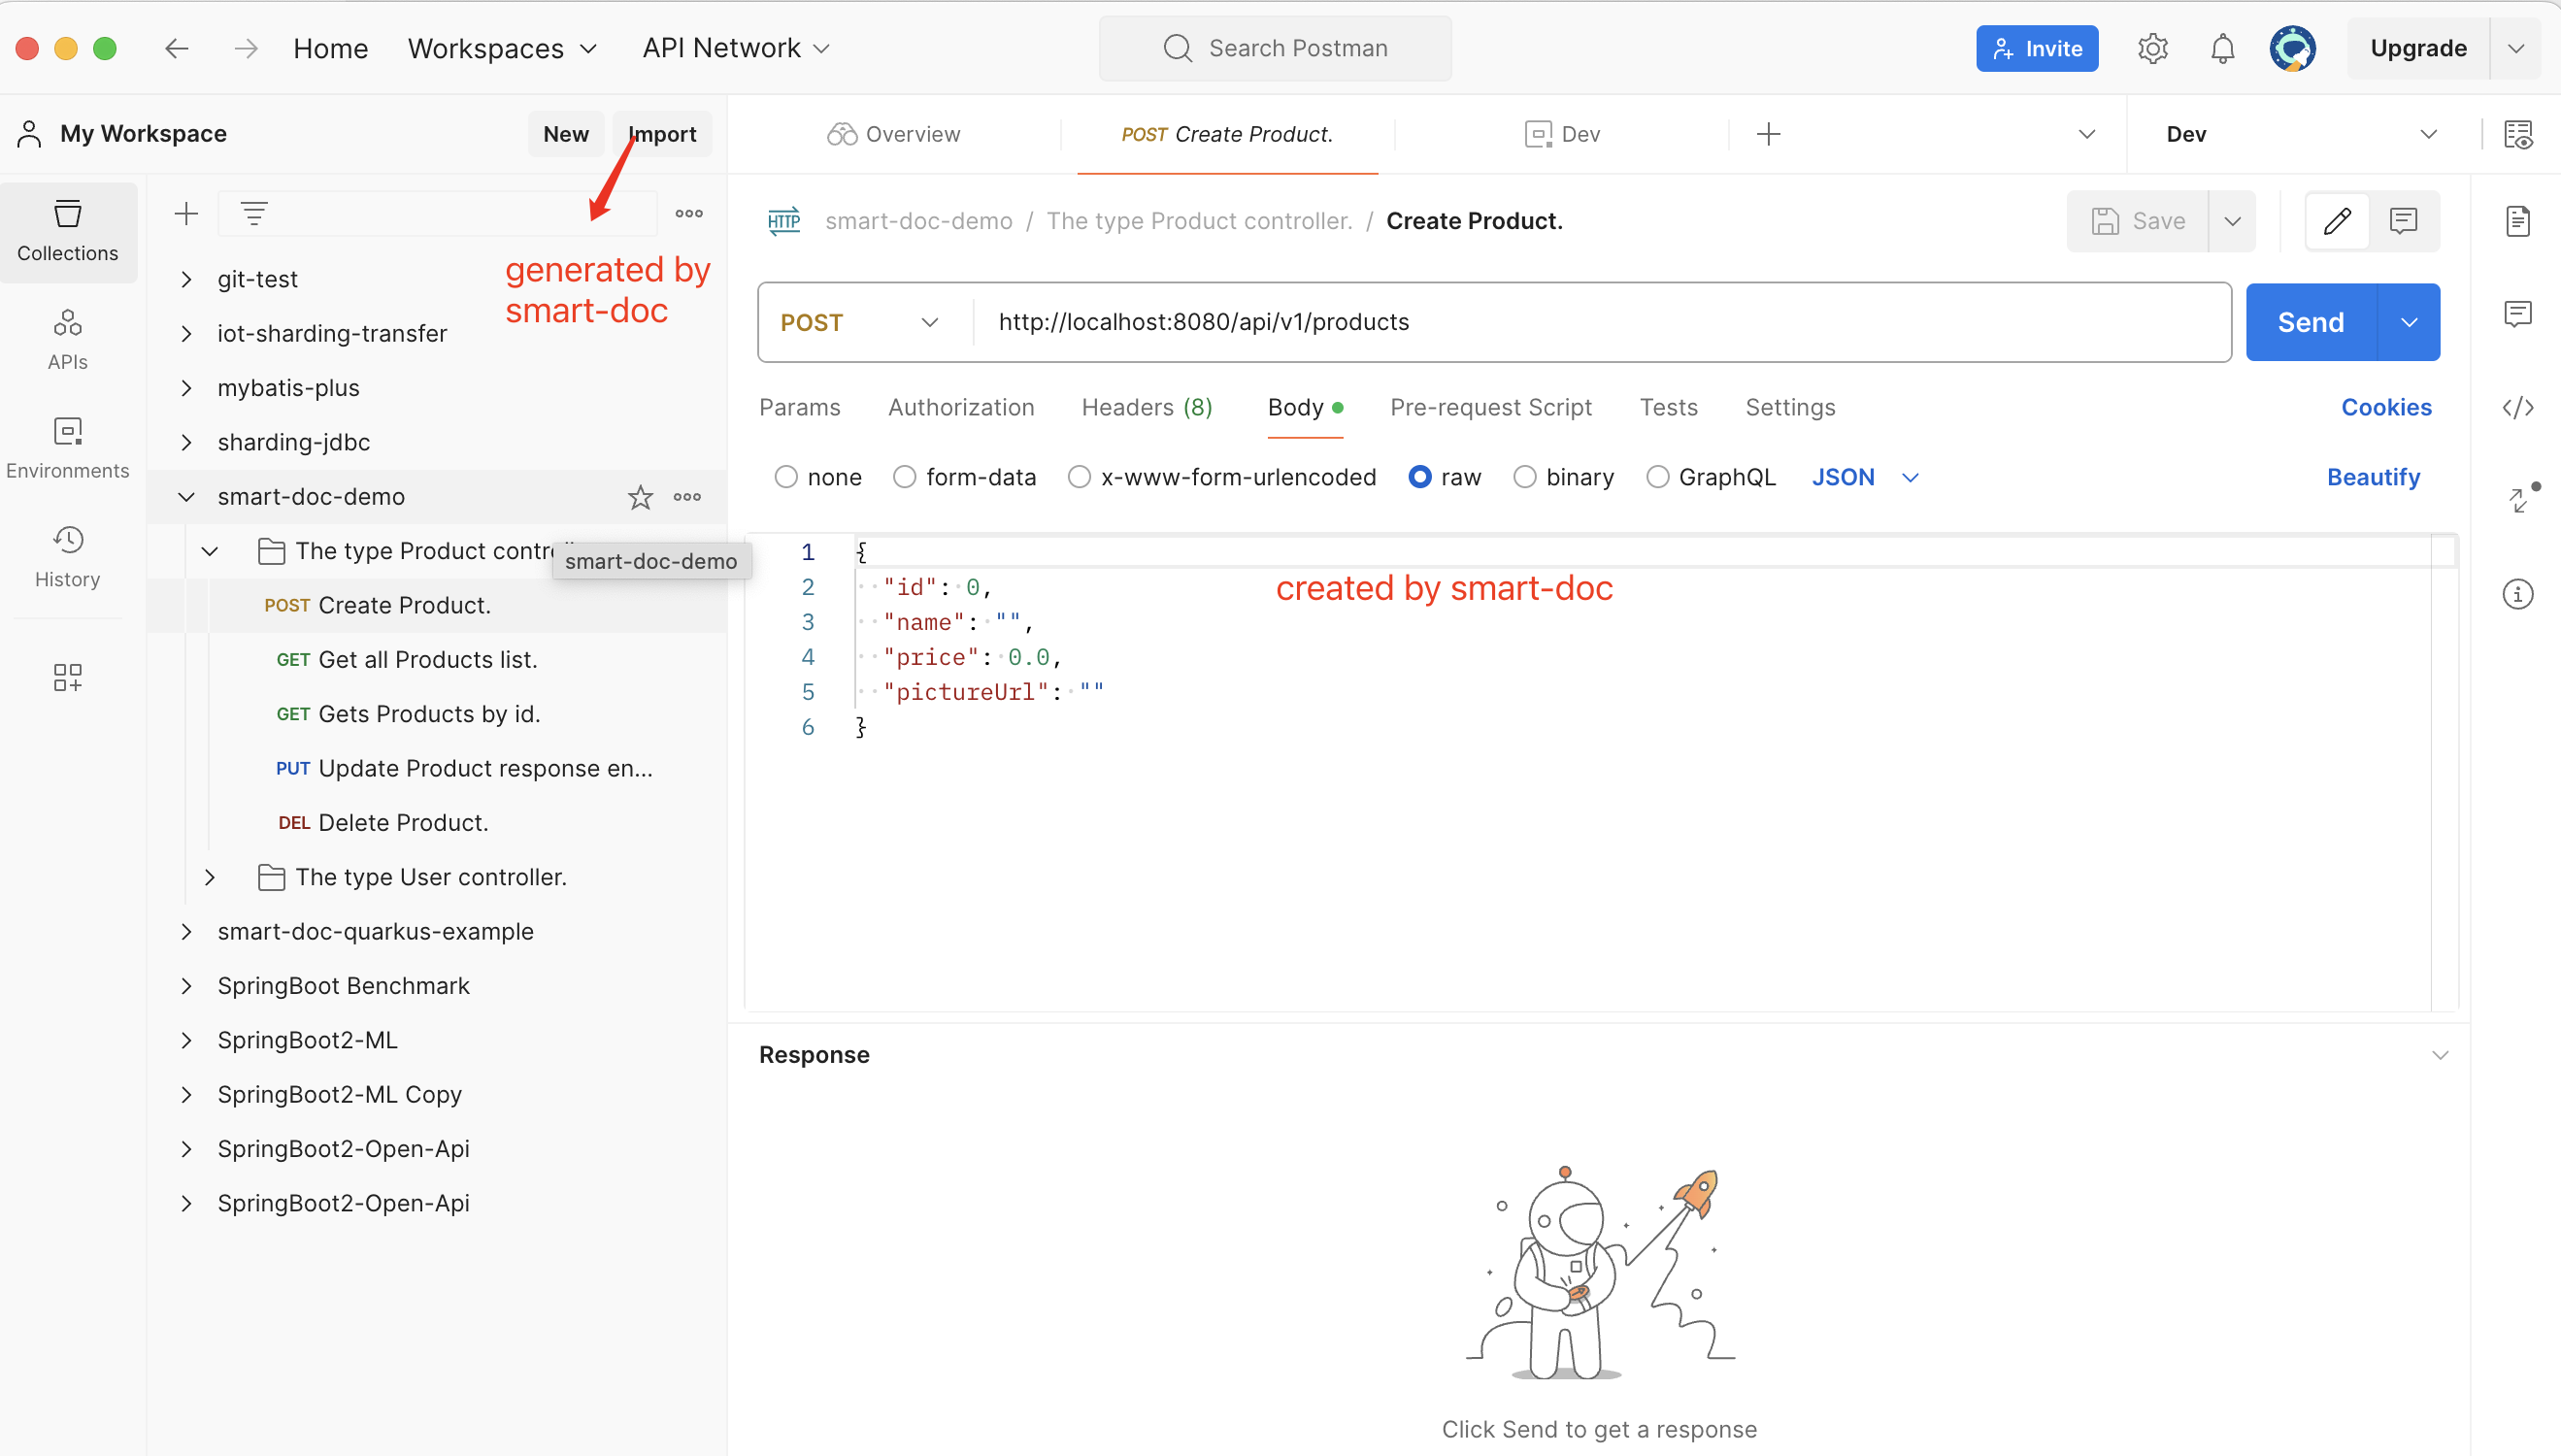 Home Workspaces API Network Search Postman Invite Upgrade
My Workspace New Import Overview POST Create Product. Dev Dev
Collections
APIs
Environments
History
generated by
smart-doc
git-test
iot-sharding-transfer
mybatis-plus
sharding-jdbc
smart-doc-demo
The type Product
smart-doc-demo
POST Create Product.
GET Get all Products list.
GET Gets Products by id.
PUT Update Product response en...
DEL Delete Product.
The type User controller.
smart-doc-quarkus-example
SpringBoot Benchmark
SpringBoot2-ML
SpringBoot2-ML Copy
SpringBoot2-Open-Api
SpringBoot2-Open-Api
HTTP smart-doc-demo / The type Product controller. / Create Product. Save
POST http://localhost:8080/api/v1/products Send
Params Authorization Headers (8) Body Pre-request Script Tests Settings Cookies
none form-data x-www-form-urlencoded raw binary GraphQL JSON Beautify
1 {
2 "id": 0,
3 "name": "",
4 "price": 0.0,
5 "pictureUrl": ""
6 }
created by smart-doc
Response
Click Send to get a response